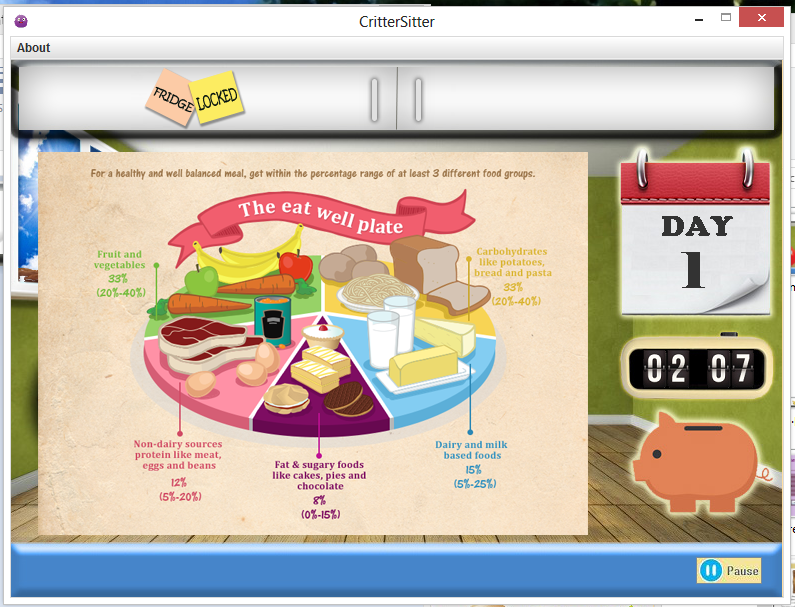 CritterSitter
About
FRIDGE
LOCKED
For a healthy and well balanced meal, get within the percentage range of at least 3 different food groups.
The eat well plate
Fruit and
vegetables
33%
(20%-40%)
Carbohydrates
like potatoes,
bread and pasta
33%
(20%-40%)
Non-dairy sources
protein like meat,
eggs and beans
12%
(5%-20%)
Fat & sugary foods
like cakes, pies and
chocolate
8%
(0%-15%)
Dairy and milk
based foods
15%
(5%-25%)
DAY
1
02 07
Pause